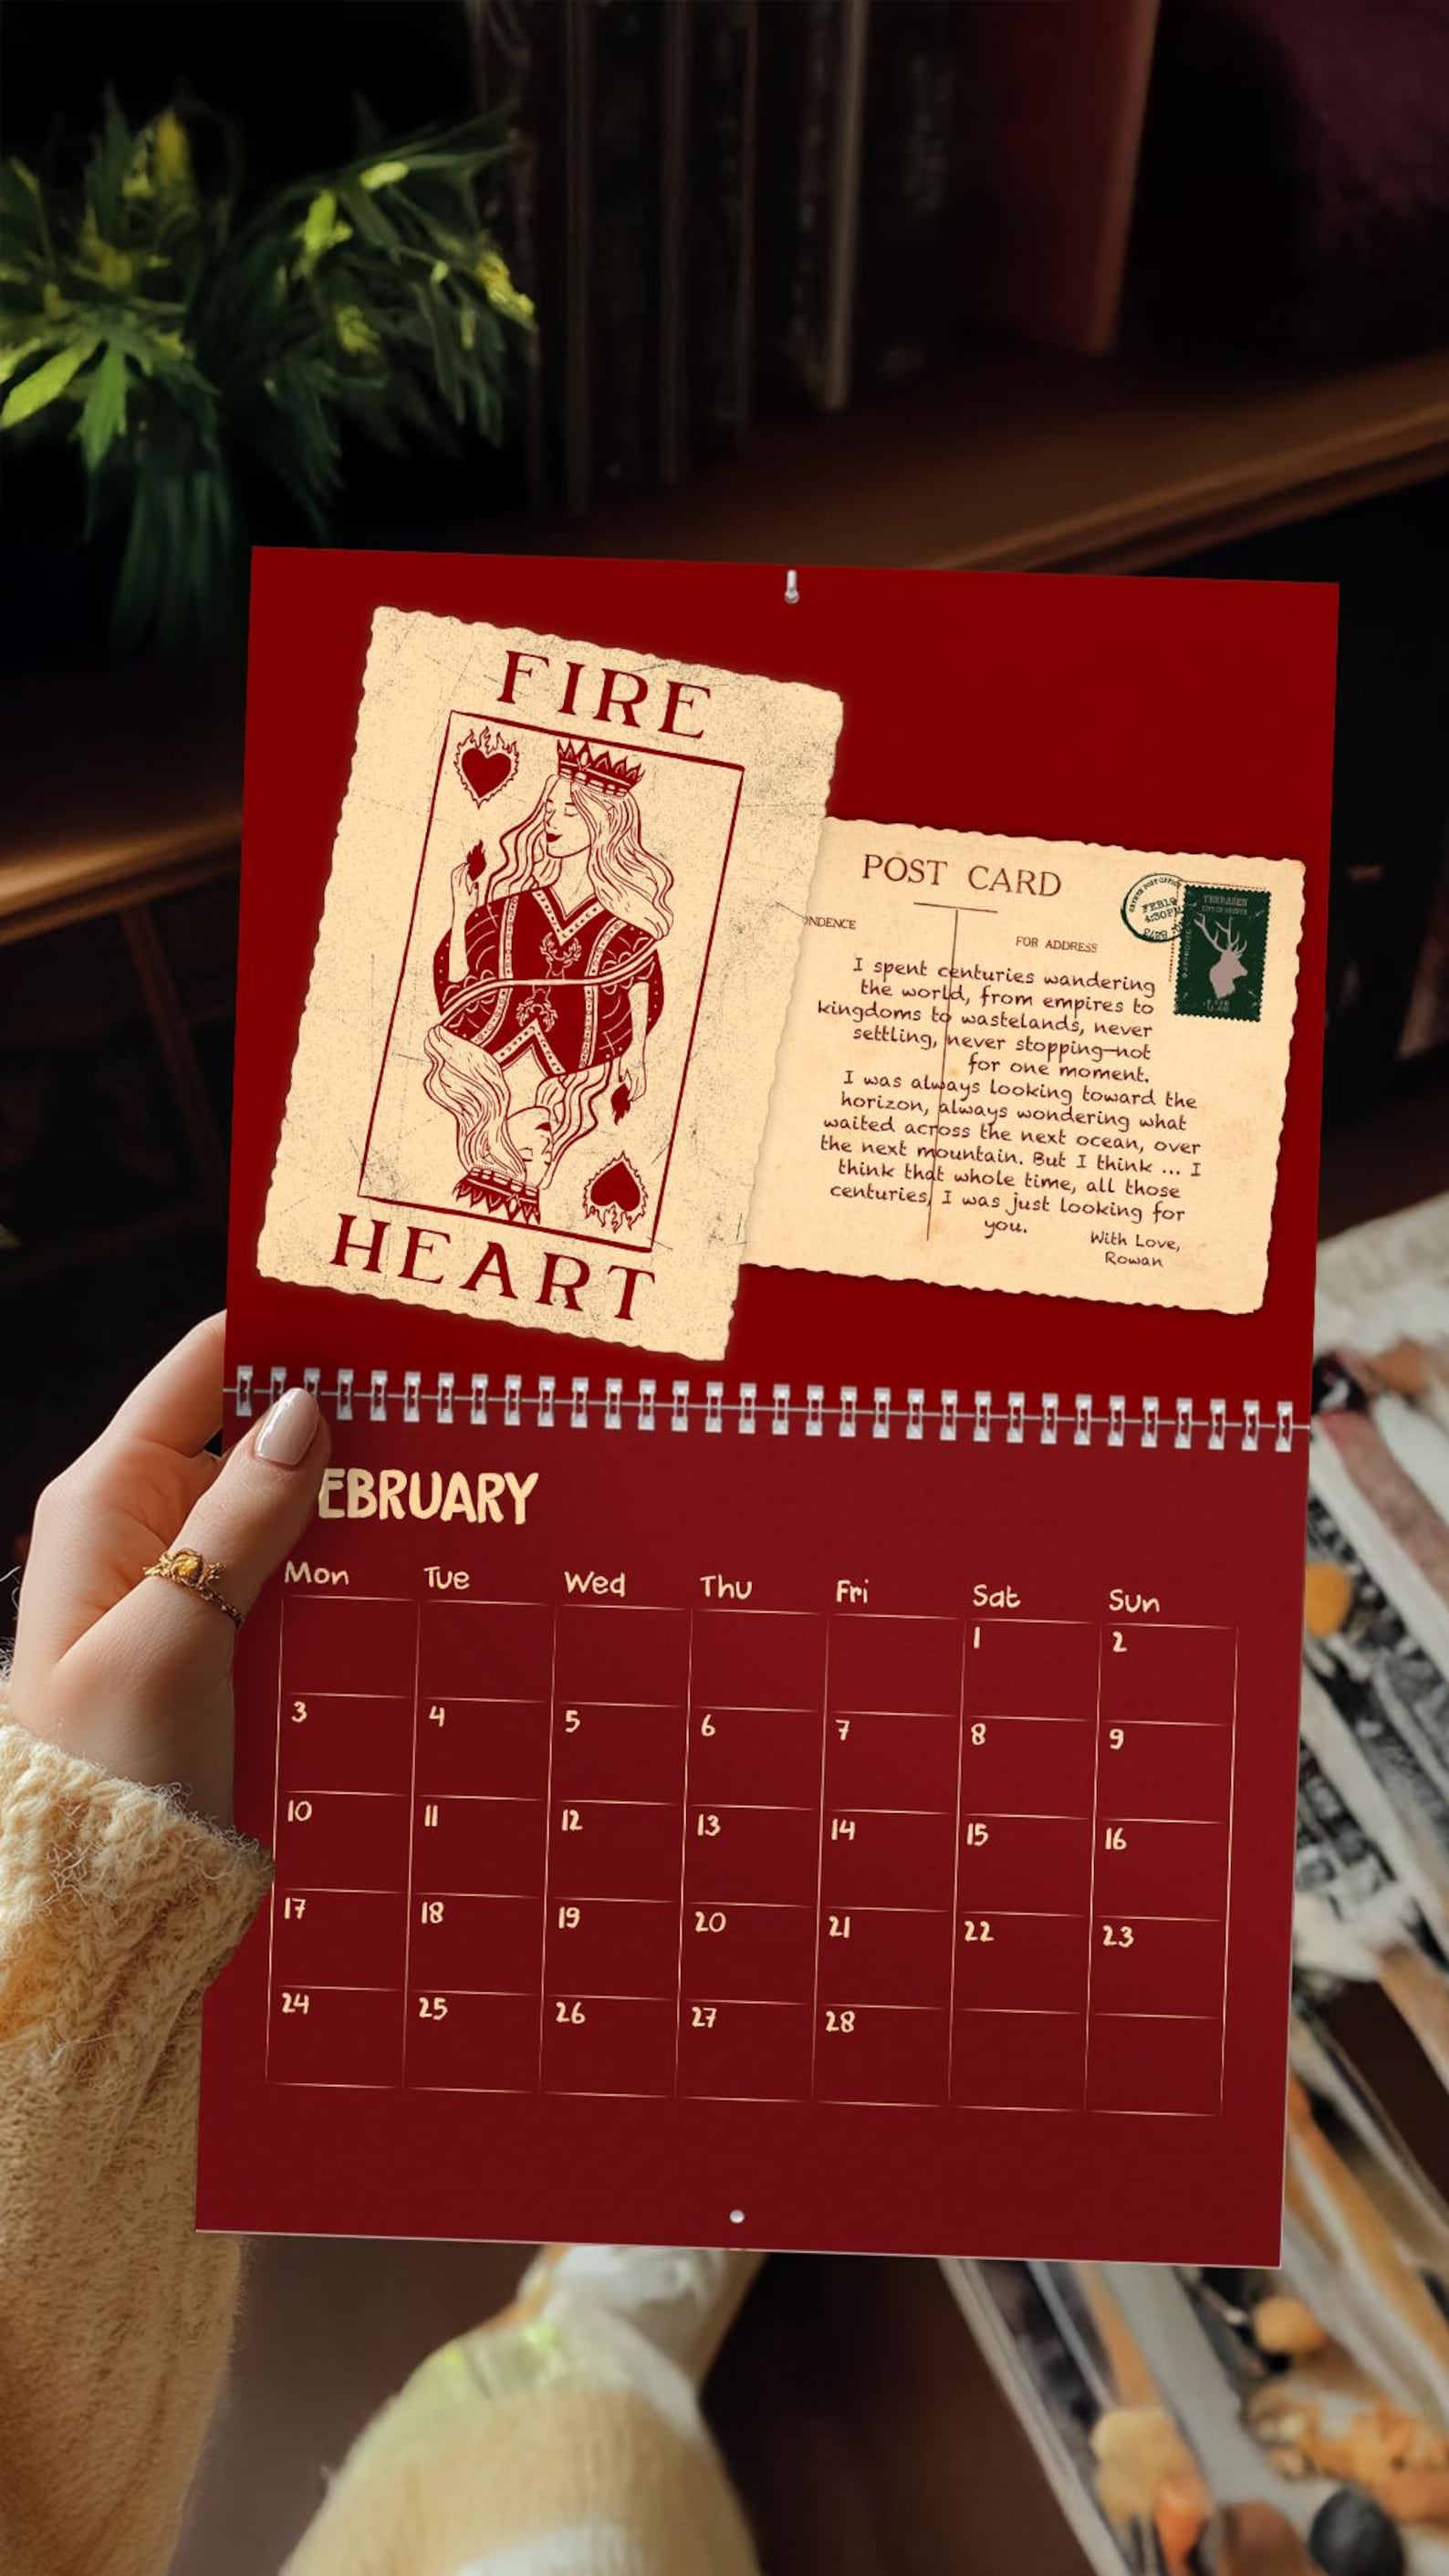 FIRE
HEART
POST CARD
ONDENCE
FOR ADDRESS
FEB19
4:30PM
TERRASEN
I spent centuries wandering
the world, from empires to
kingdoms to wastelands, never
settling, never stopping—not
for one moment.
I was always looking toward the
horizon, always wondering what
waited across the next ocean, over
the next mountain. But I think ... I
think that whole time, all those
centuries, I was just looking for
you.
With Love,
Rowan
EBRUARY
Mon Tue Wed Thu Fri Sat Sun
1 2
3 4 5 6 7 8 9
10 11 12 13 14 15 16
17 18 19 20 21 22 23
24 25 26 27 28